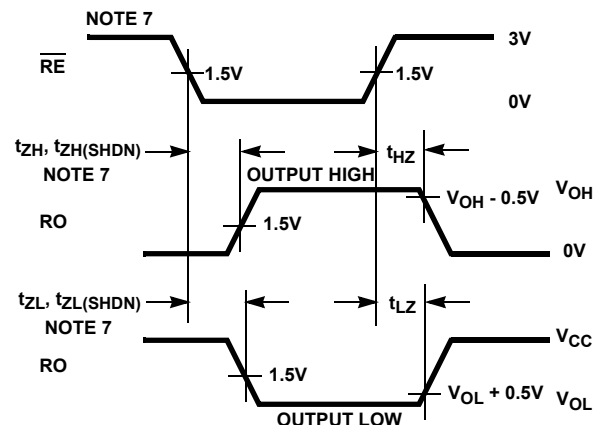 NOTE 7
RE
1.5V
1.5V
3V
0V
tZH, tZH(SHDN)
NOTE 7
tHZ
OUTPUT HIGH
RO
1.5V
VOH - 0.5V
VOH
0V
tZL, tZL(SHDN)
NOTE 7
tLZ
RO
1.5V
OUTPUT LOW
VCC
VOL + 0.5V
VOL